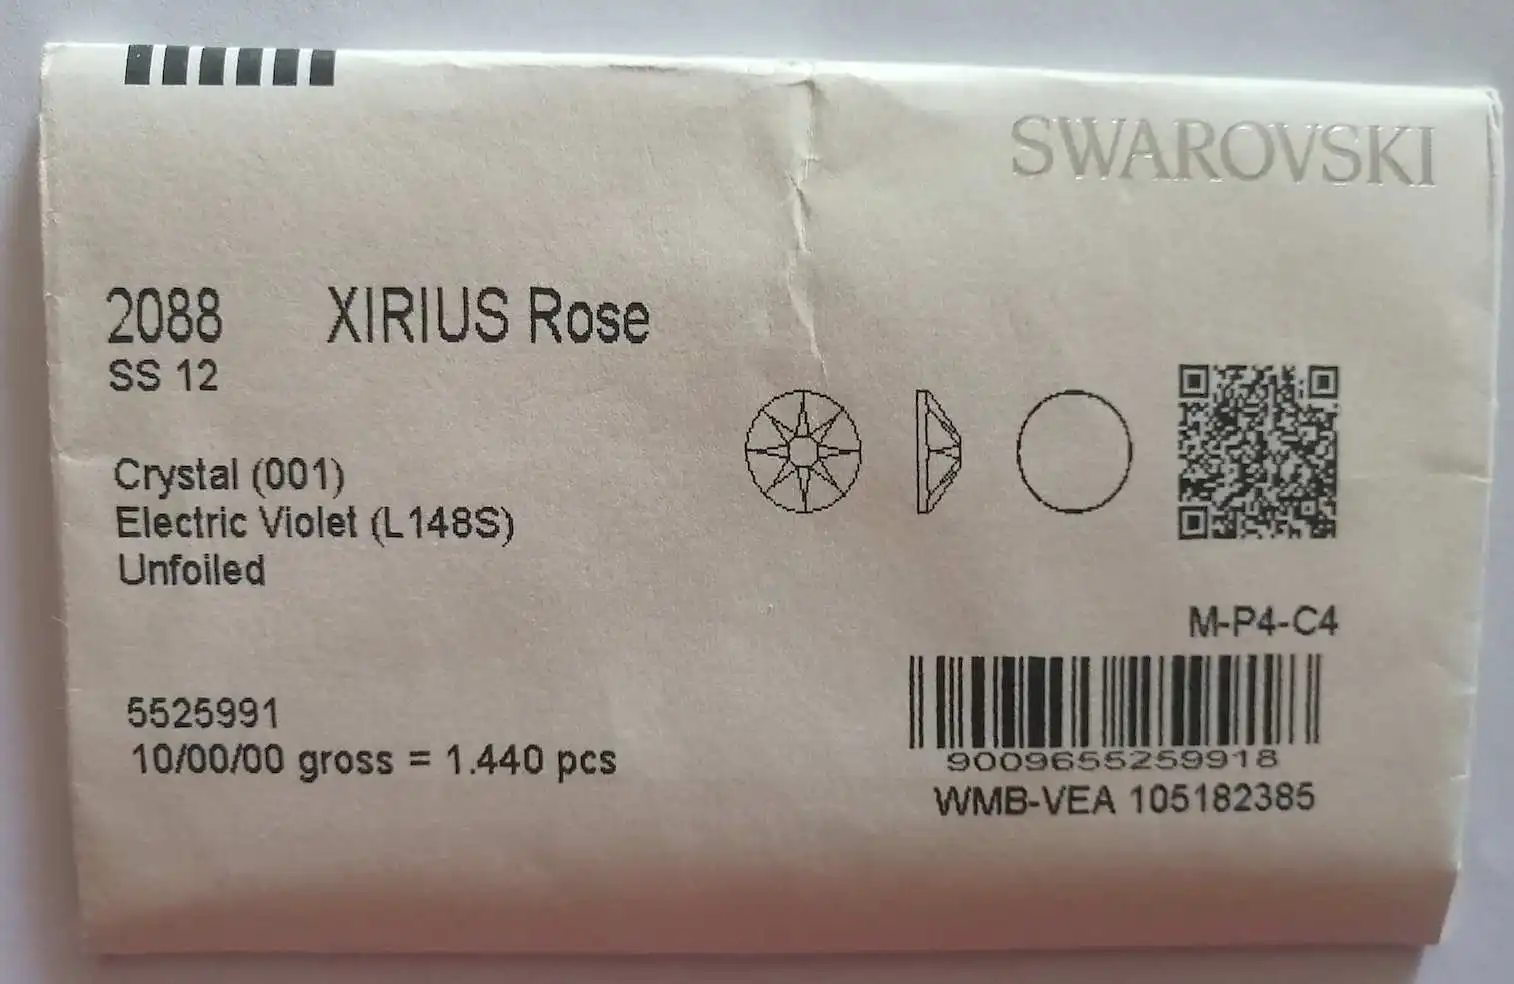 SWAROVSKI
2088 XIRIUS Rose
SS 12
Crystal (001)
Electric Violet (L148S)
Unfoiled
M-P4-C4
5525991
10/00/00 gross = 1.440 pcs
9009655259918
WMB-VEA 105182385